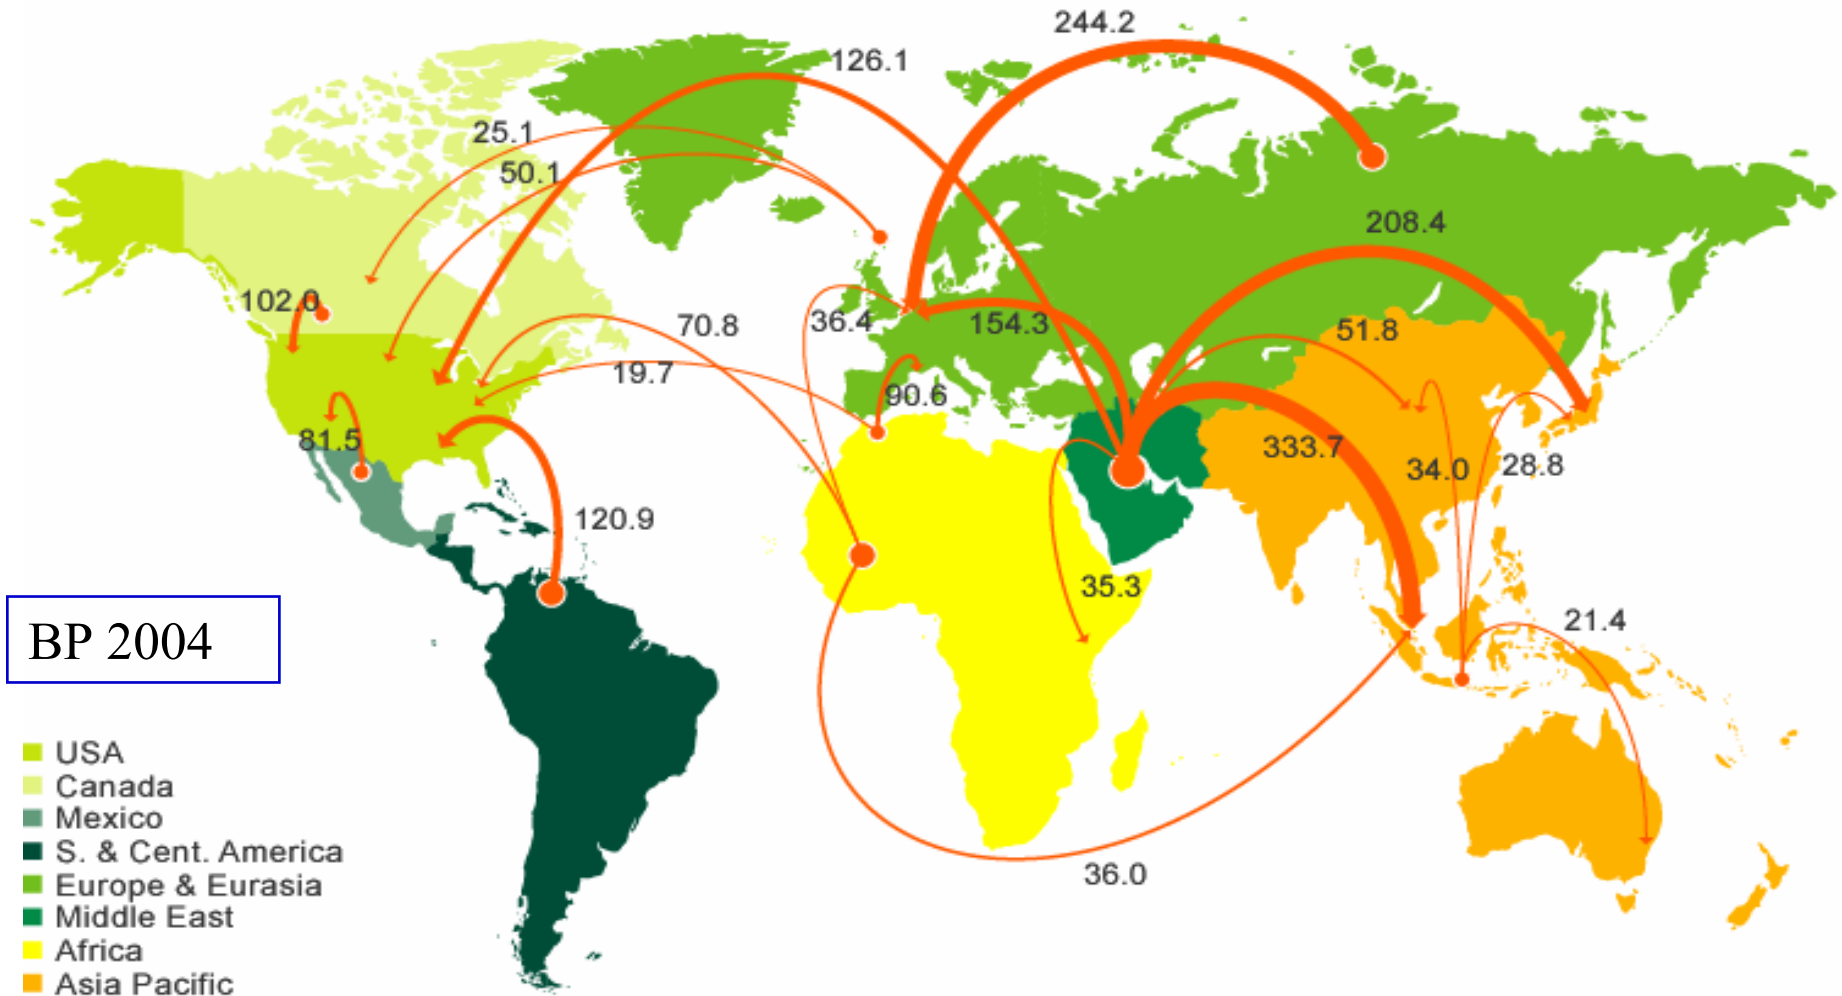 244.2
126.1
25.1
50.1
208.4
102.0
70.8
36.4
154.3
51.8
19.7
90.6
81.5
333.7
34.0
28.8
120.9
35.3
21.4
BP 2004
36.0
USA
Canada
Mexico
S. & Cent. America
Europe & Eurasia
Middle East
Africa
Asia Pacific